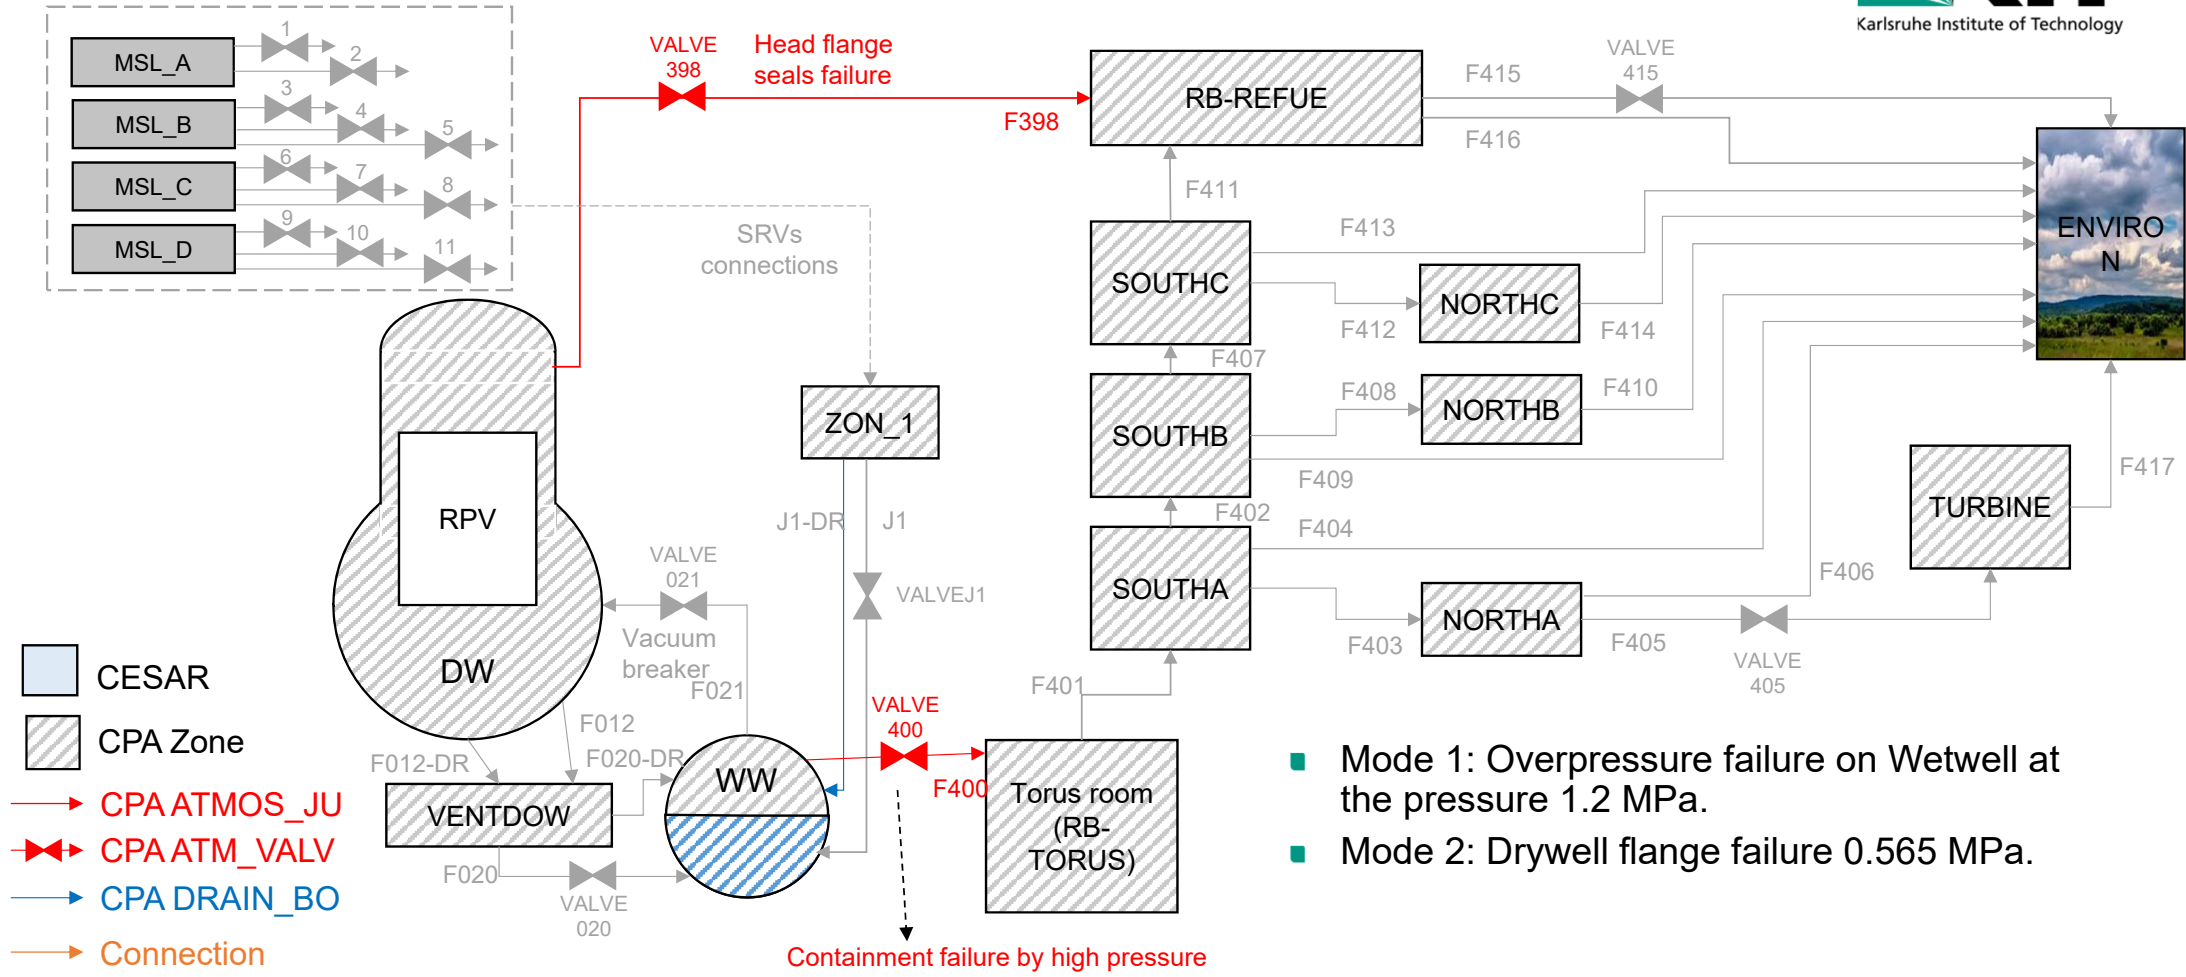 Karlsruhe Institute of Technology
MSL_A
1
2
MSL_B
3
4
5
MSL_C
6
7
8
MSL_D
9
10
11
VALVE
398
Head flange
seals failure
F398
RB-REFUE
F415
VALVE
415
F416
F411
SRVs
connections
SOUTHC
F413
F412
NORTHC
F414
ENVIRO
N
F407
ZON_1
SOUTHB
F408
NORTHB
F410
F409
F402
F404
RPV
J1-DR
J1
VALVE
021
VALVEJ1
Vacuum
breaker
F021
DW
SOUTHA
F403
NORTHA
F405
F406
VALVE
405
TURBINE
F417
F401
VALVE
400
F400
Torus room
(RB-
TORUS)
F012
F012-DR
F020-DR
WW
VENTDOW
F020
VALVE
020
Containment failure by high pressure
CESAR
CPA Zone
CPA ATMOS_JU
CPA ATM_VALV
CPA DRAIN_BO
Connection
Mode 1: Overpressure failure on Wetwell at
the pressure 1.2 MPa.
Mode 2: Drywell flange failure 0.565 MPa.